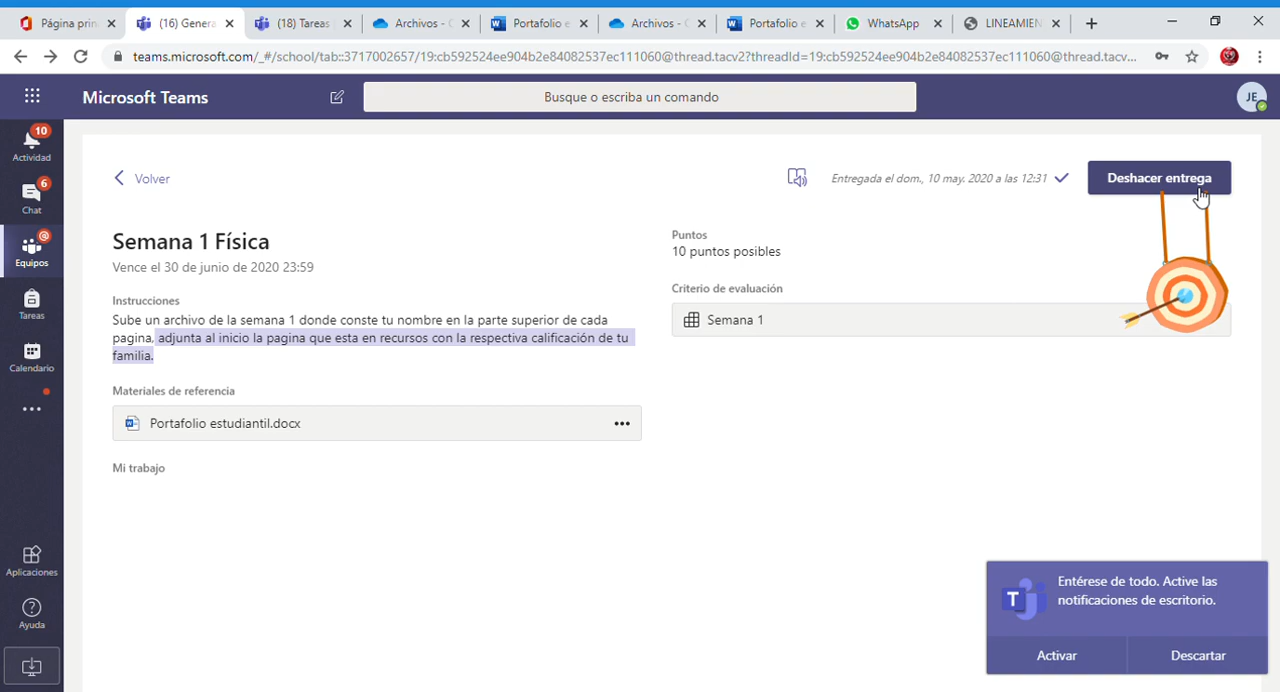 Página prin
(16) Genera
(18) Tareas
Archivos - C
Portafolio e
Archivos - C
Portafolio e
WhatsApp
LINEAMIEN
teams.microsoft.com/_#/school/tab::3717002657/19:cb592524ee904b2e84082537ec111060@thread.tacv2?threadId=19:cb592524ee904b2e84082537ec111060@thread.tacv...
Microsoft Teams
Busque o escriba un comando
JE
10
Actividad
6
Chat
@
Equipos
Tareas
Calendario
Aplicaciones
Ayuda
Volver
Entregada el dom., 10 may. 2020 a las 12:31
Deshacer entrega
Semana 1 Física
Vence el 30 de junio de 2020 23:59
Instrucciones
Sube un archivo de la semana 1 donde conste tu nombre en la parte superior de cada
pagina, adjunta al inicio la pagina que esta en recursos con la respectiva calificación de tu
familia.
Materiales de referencia
Portafolio estudiantil.docx
Mi trabajo
Puntos
10 puntos posibles
Criterio de evaluación
Semana 1
T
Entérese de todo. Active las
notificaciones de escritorio.
Activar
Descartar